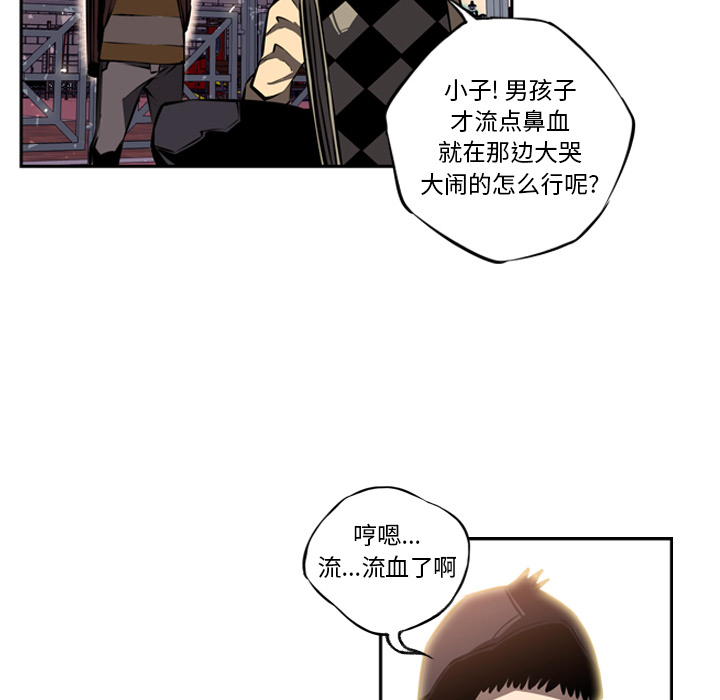 小子! 男孩子
才流点鼻血
就在那边大哭
大闹的怎么行呢?
哼嗯...
流...流血了啊